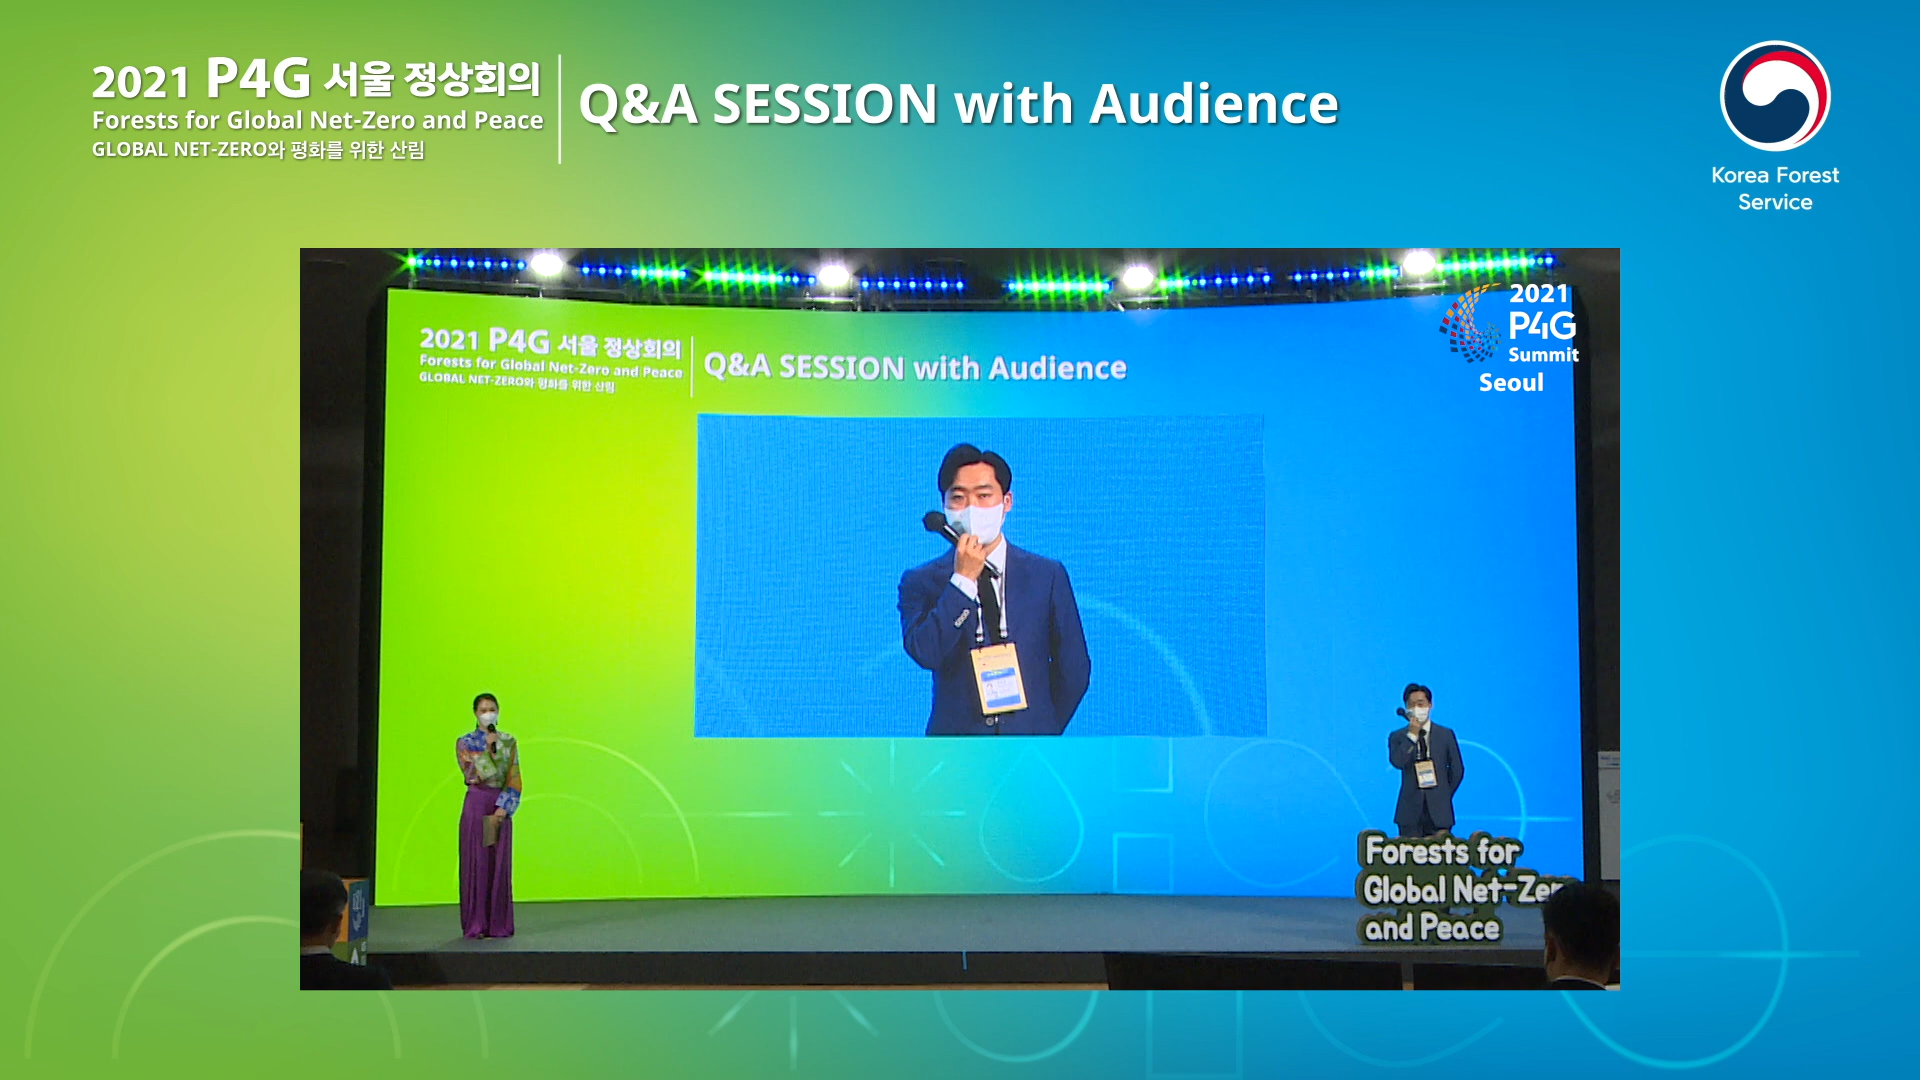 2021 P4G 서울 정상회의
Forests for Global Net-Zero and Peace
GLOBAL NET-ZERO와 평화를 위한 산림
Q&A SESSION with Audience
Korea Forest
Service
2021 P4G 서울 정상회의
Forests for Global Net-Zero and Peace
GLOBAL NET-ZERO와 평화를 위한 산림
Q&A SESSION with Audience
2021
P4G
Summit
Seoul
Forests for
Global Net-Zer
and Peace